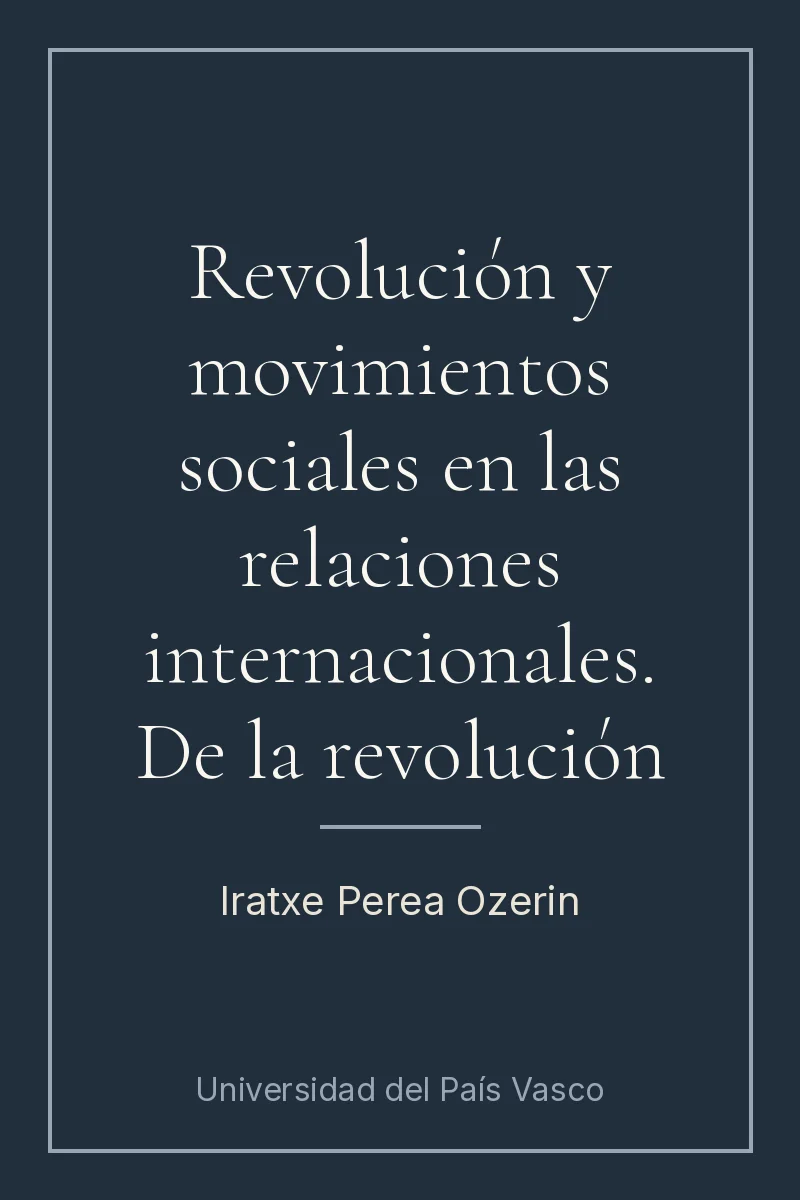 Revolución y
movimientos
sociales en las
relaciones
internacionales.
De la revolución
Iratxe Perea Ozerin
Universidad del País Vasco